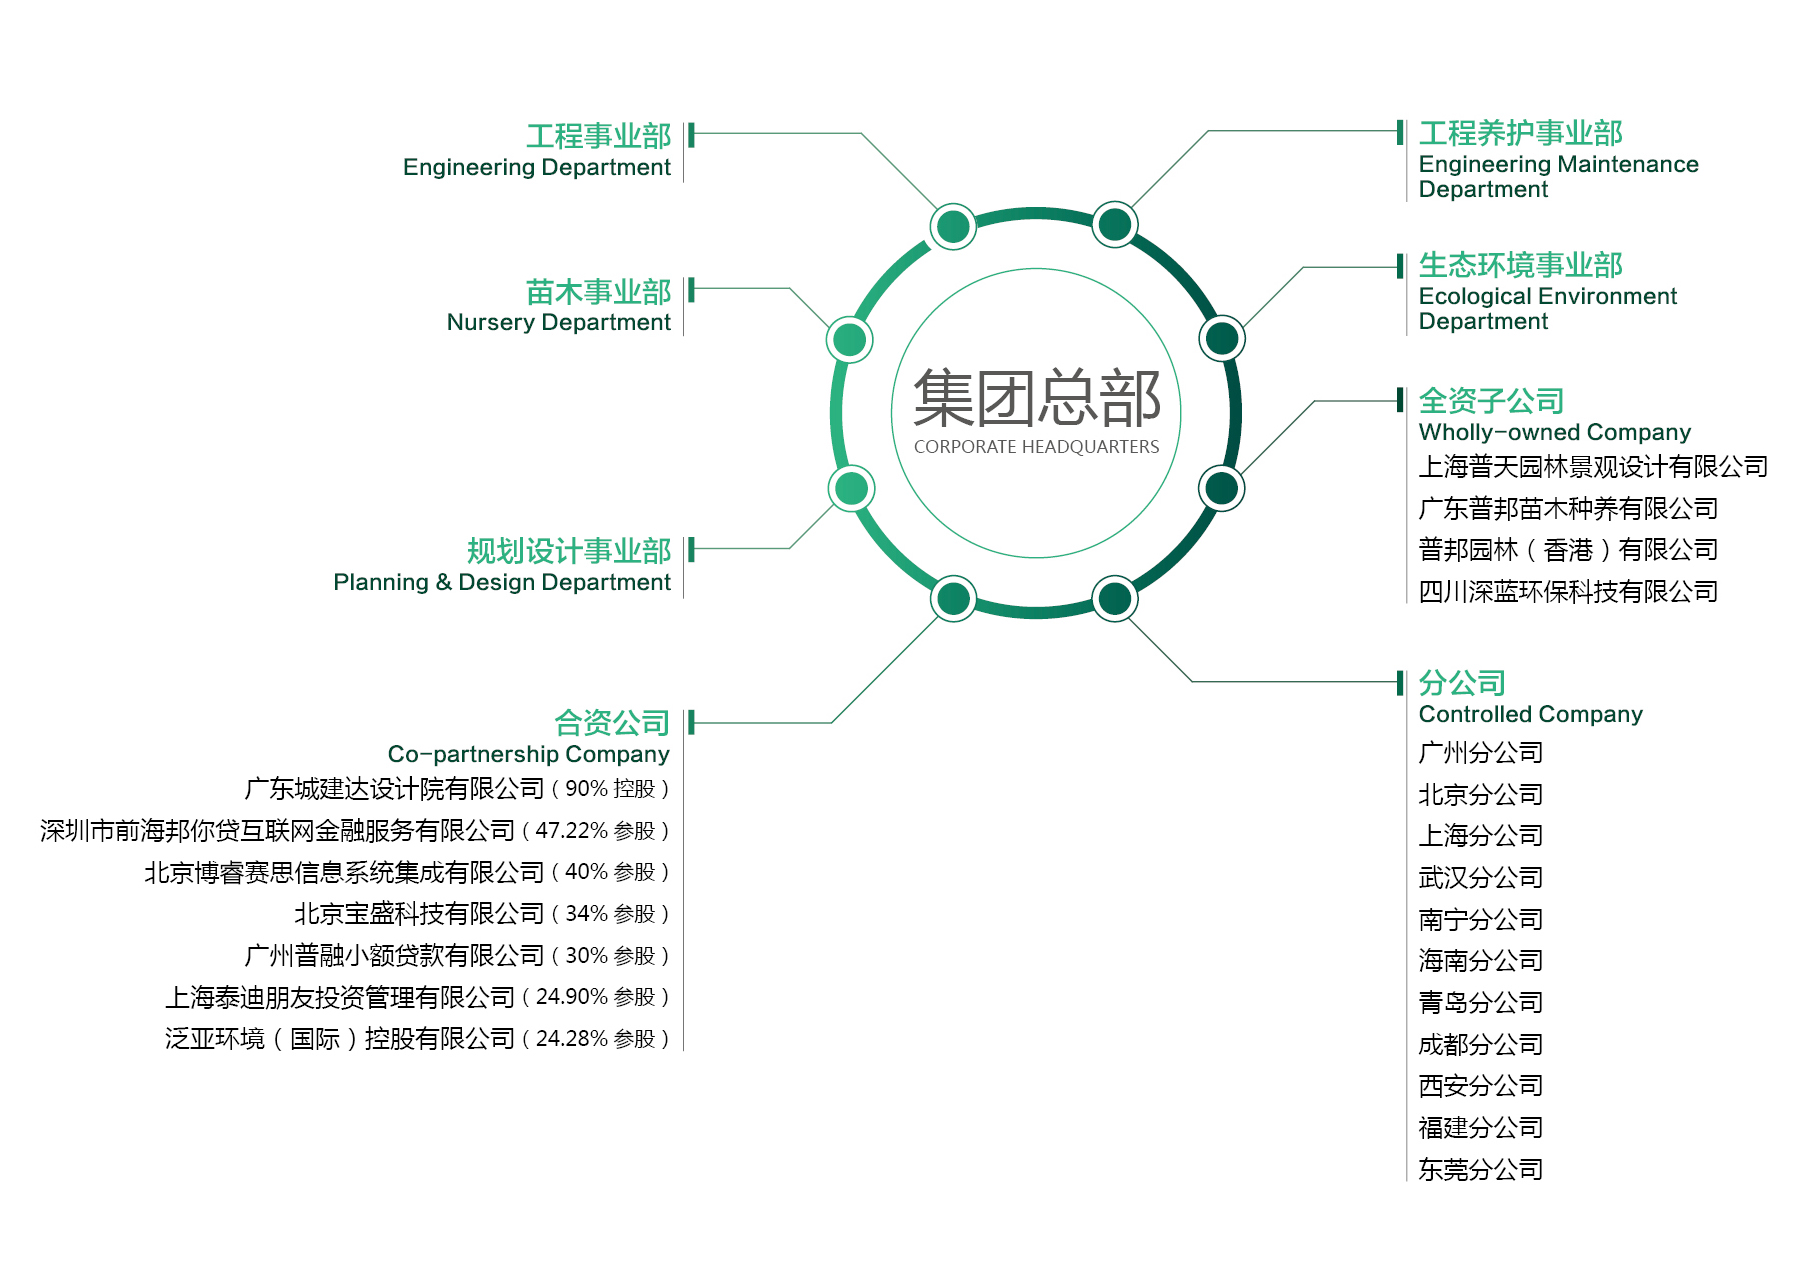 工程事业部
Engineering Department
苗木事业部
Nursery Department
规划设计事业部
Planning & Design Department
合资公司
Co-partnership Company
广东城建达设计院有限公司（90% 控股）
深圳市前海邦你贷互联网金融服务有限公司（47.22% 参股）
北京博睿赛思信息系统集成有限公司（40% 参股）
北京宝盛科技有限公司（34% 参股）
广州普融小额贷款有限公司（30% 参股）
上海泰迪朋友投资管理有限公司（24.90% 参股）
泛亚环境（国际）控股有限公司（24.28% 参股）
集团总部
CORPORATE HEADQUARTERS
工程养护事业部
Engineering Maintenance
Department
生态环境事业部
Ecological Environment
Department
全资子公司
Wholly-owned Company
上海普天园林景观设计有限公司
广东普邦苗木种养有限公司
普邦园林（香港）有限公司
四川深蓝环保科技有限公司
分公司
Controlled Company
广州分公司
北京分公司
上海分公司
武汉分公司
南宁分公司
海南分公司
青岛分公司
成都分公司
西安分公司
福建分公司
东莞分公司